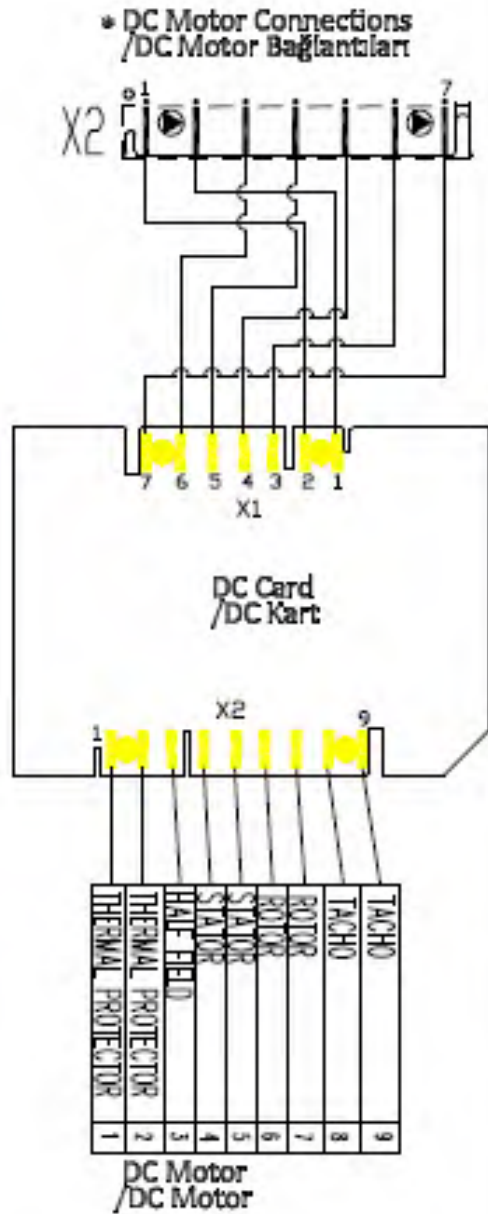 * DC Motor Connections
/DC Motor Bağlantıları
1 7
X2
7 6 5 4 3 2 1
X1
DC Card
/DC Kart
X2
1 9
THERMAL PROTECTOR
THERMAL PROTECTOR
HALF FIELD
STATOR
STATOR
ROTOR
ROTOR
TACHO
TACHO
1 2 3 4 5 6 7 8 9
DC Motor
/DC Motor